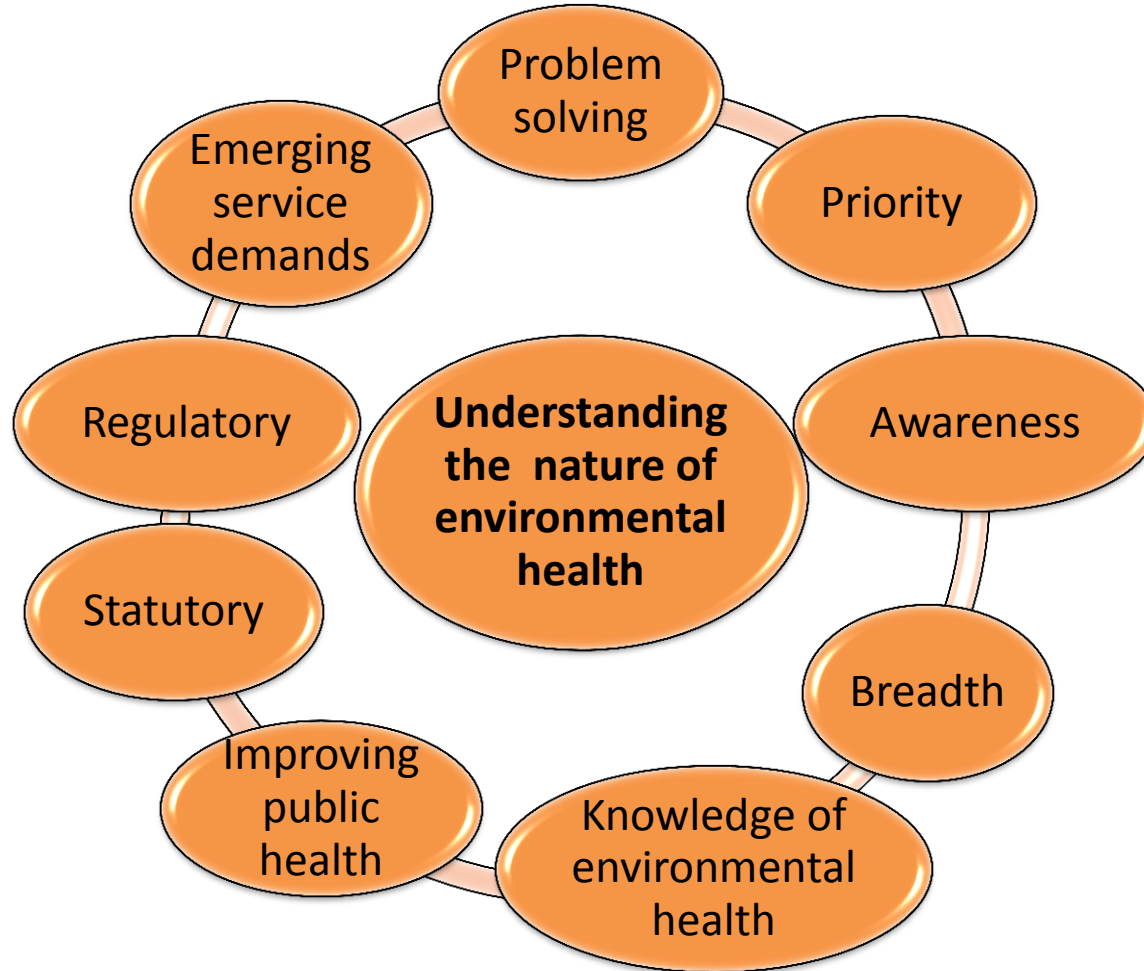 Problem
solving
Priority
Awareness
Breadth
Knowledge of
environmental
health
Improving
public
health
Statutory
Regulatory
Emerging
service
demands
Understanding
the nature of
environmental
health